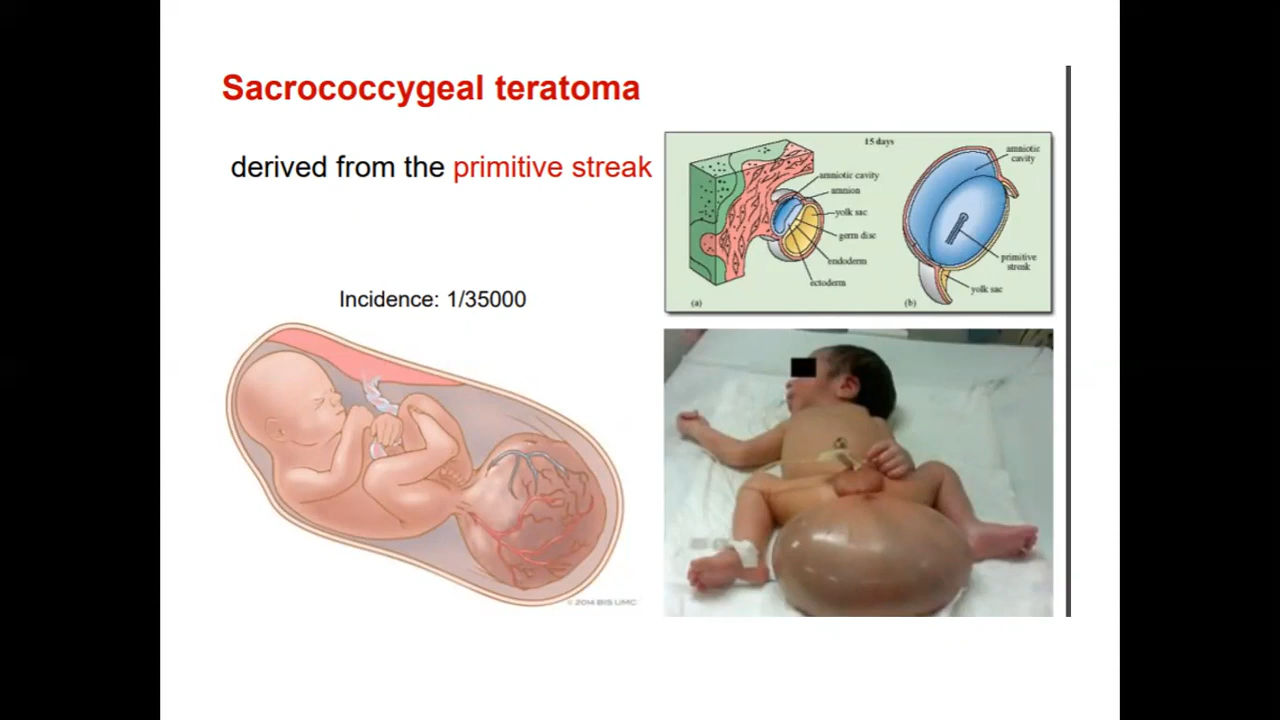 Sacrococcygeal teratoma
derived from the primitive streak
Incidence: 1/35000
15 days
amniotic cavity
amnion
yolk sac
germ disc
endoderm
ectoderm
(a)
amniotic
cavity
primitive
streak
yolk sac
(b)
© 2014 BIS UMC